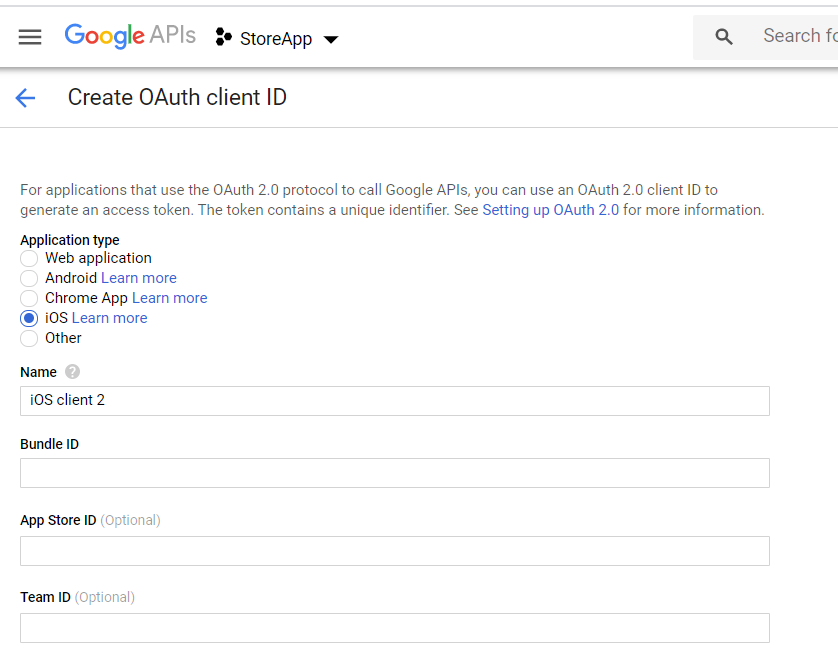 Google APIs StoreApp Search fo
Create OAuth client ID
For applications that use the OAuth 2.0 protocol to call Google APIs, you can use an OAuth 2.0 client ID to
generate an access token. The token contains a unique identifier. See Setting up OAuth 2.0 for more information.
Application type
Web application
Android Learn more
Chrome App Learn more
iOS Learn more
Other
Name ?
iOS client 2
Bundle ID
App Store ID (Optional)
Team ID (Optional)